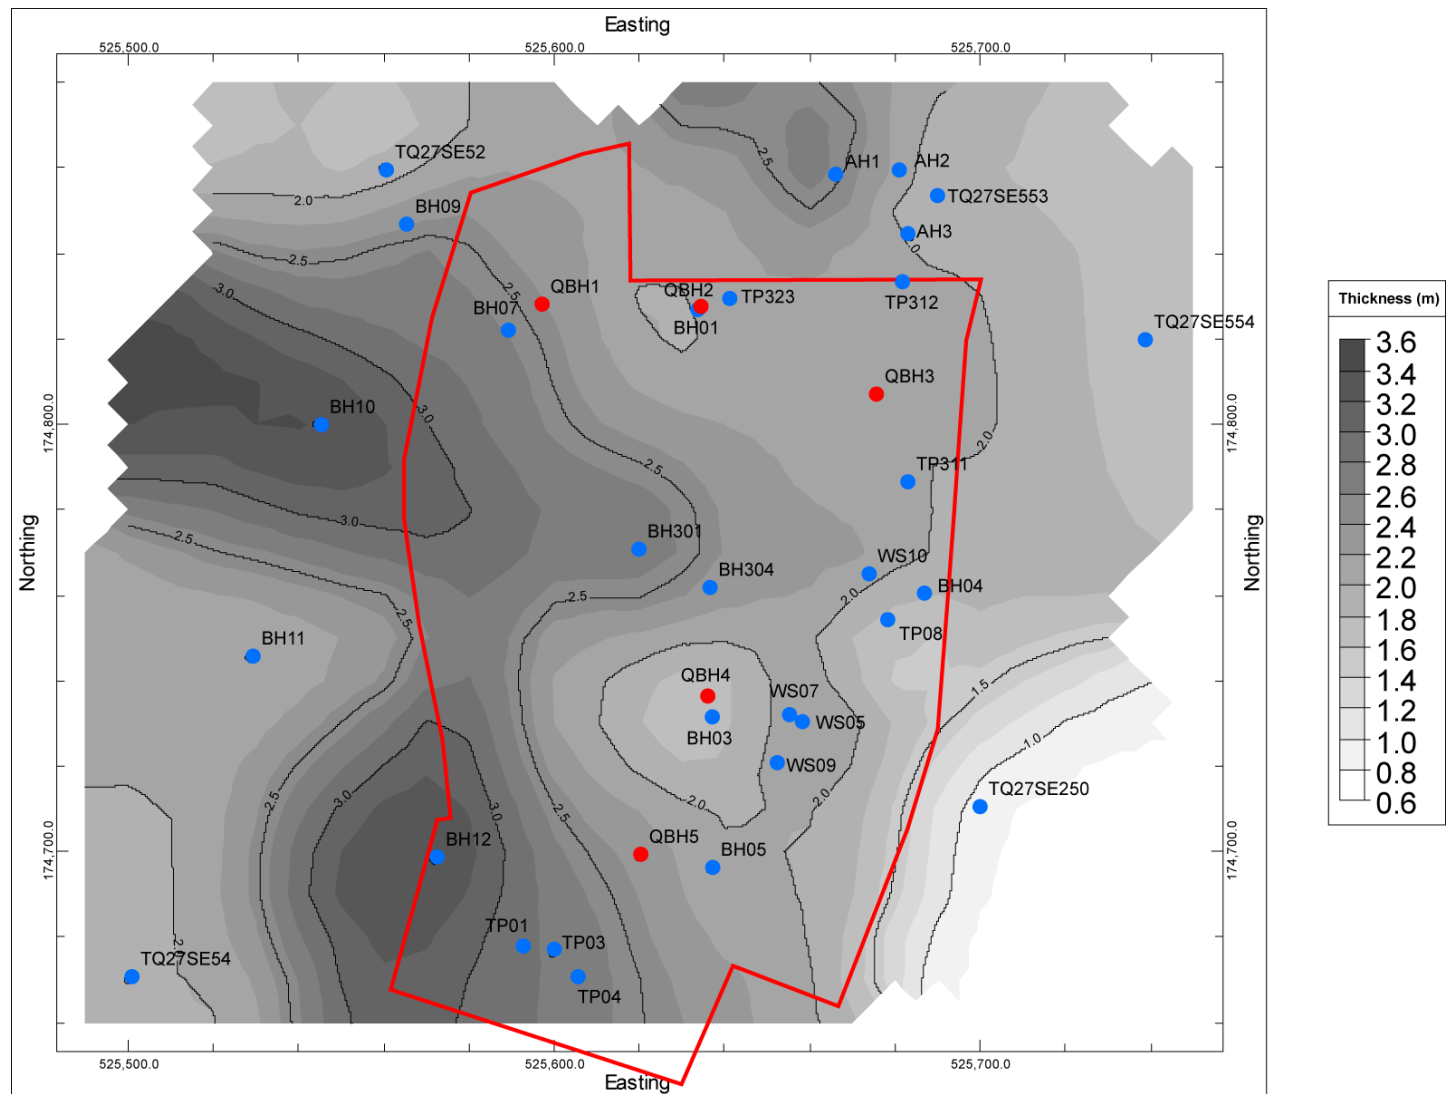 Easting
525,500.0 525,600.0 525,700.0
TQ27SE52
AH1
AH2
2.5
TQ27SE553
2.0
BH09
AH3
.0
2.5
3.0
2.5
QBH1
QBH2
TP323
TP312
BH07
BH01
TQ27SE554
Thickness (m)
3.6
3.4
3.2
3.0
2.8
2.6
2.4
2.2
2.0
1.8
1.6
1.4
1.2
1.0
0.8
0.6
QBH3
BH10
3.0
174,800.0
174,800.0
2.0
2.5
TP311
3.0
2.5
BH301
Northing
Northing
WS10
BH304
BH04
2.5
2.0
2.5
BH11
TP08
QBH4
WS07
1.5
WS05
BH03
1.0
WS09
2.5
3.0
3.0
2.5
2.0
2.0
TQ27SE250
BH12
QBH5
BH05
174,700.0
174,700.0
TP01
TP03
2.0
TQ27SE54
TP04
525,500.0 525,600.0 525,700.0
Easting